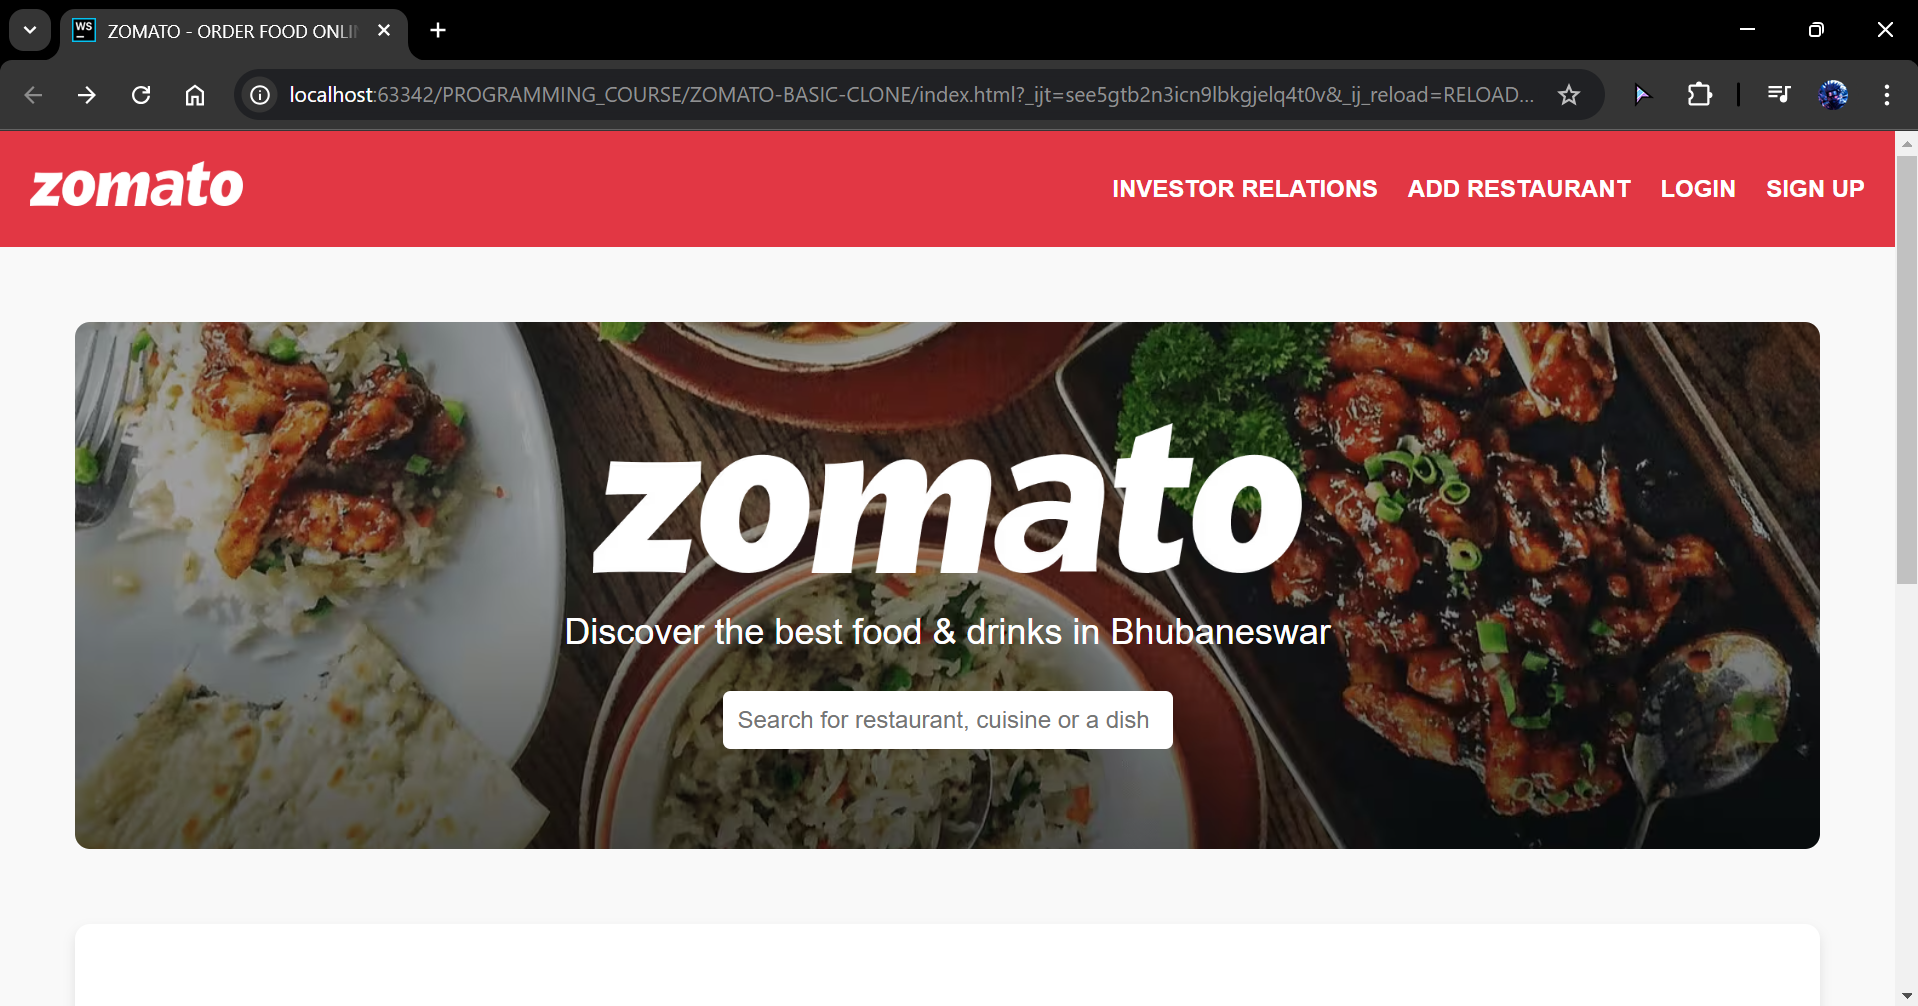 WS
ZOMATO - ORDER FOOD ONLI
localhost:63342/PROGRAMMING_COURSE/ZOMATO-BASIC-CLONE/index.html?_ijt=see5gtb2n3icn9lbkgjelq4t0v&_ij_reload=RELOAD...
zomato
INVESTOR RELATIONS ADD RESTAURANT LOGIN SIGN UP
zomato
Discover the best food & drinks in Bhubaneswar
Search for restaurant, cuisine or a dish